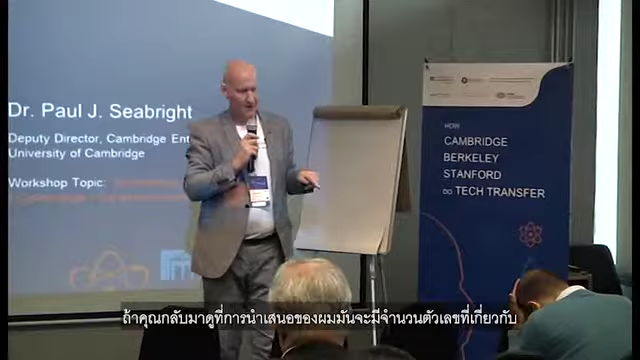 Dr. Paul J. Seabright
Deputy Director, Cambridge Ent
University of Cambridge
Workshop Topic:
HOW
CAMBRIDGE
BERKELEY
STANFORD
DO TECH TRANSFER
ถ้าคุณกลับมาดูที่การนำเสนอของผมมันจะมีจำนวนตัวเลขที่เกี่ยวกับ